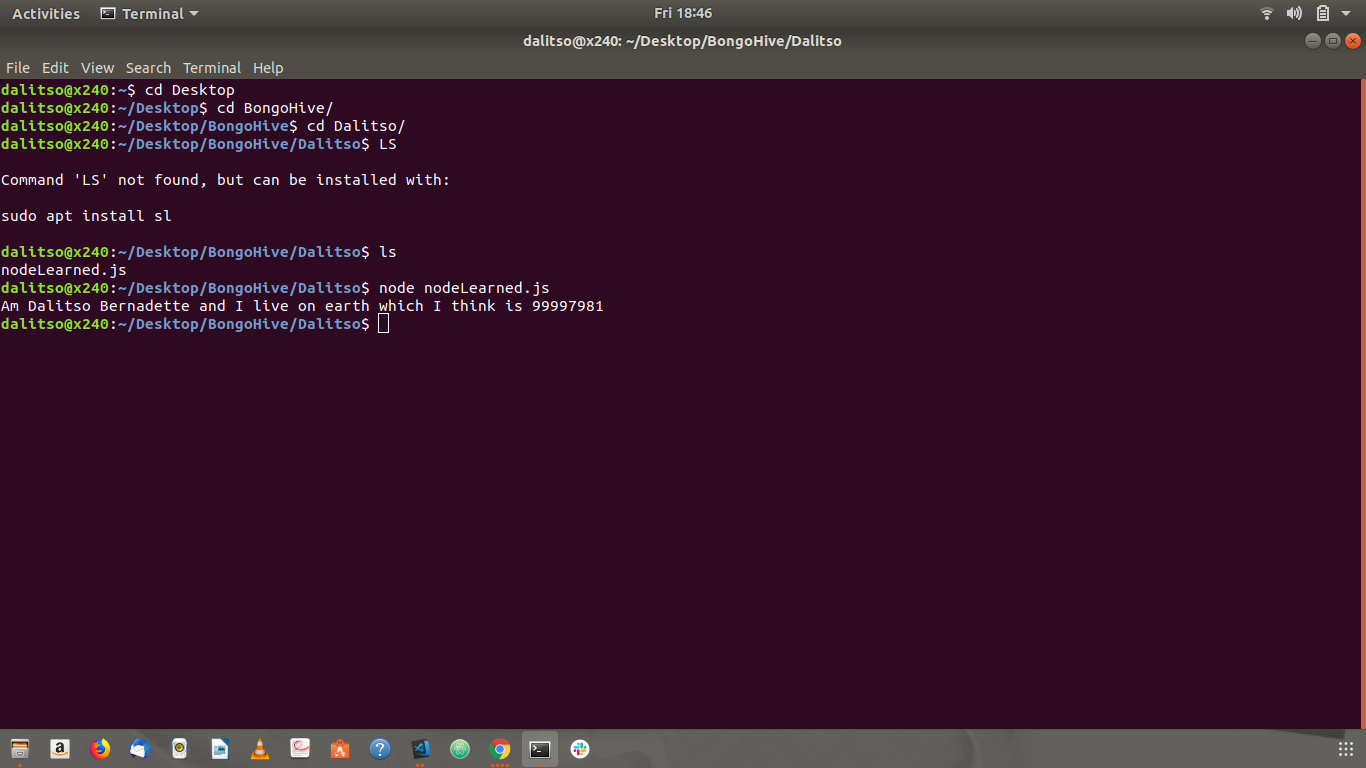 Activities Terminal Fri 18:46
dalitso@x240: ~/Desktop/BongoHive/Dalitso
File Edit View Search Terminal Help
dalitso@x240:~$ cd Desktop
dalitso@x240:~/Desktop$ cd BongoHive/
dalitso@x240:~/Desktop/BongoHive$ cd Dalitso/
dalitso@x240:~/Desktop/BongoHive/Dalitso$ LS
Command 'LS' not found, but can be installed with:
sudo apt install sl
dalitso@x240:~/Desktop/BongoHive/Dalitso$ ls
nodeLearned.js
dalitso@x240:~/Desktop/BongoHive/Dalitso$ node nodeLearned.js
Am Dalitso Bernadette and I live on earth which I think is 99997981
dalitso@x240:~/Desktop/BongoHive/Dalitso$